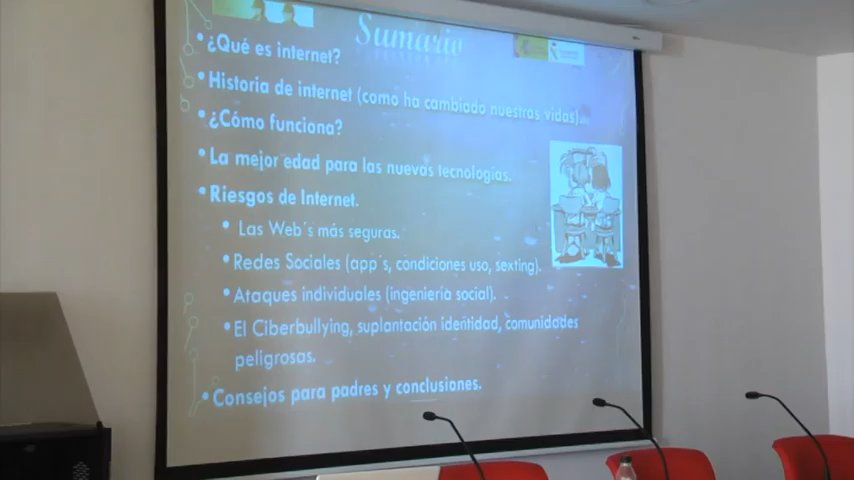 Sumario
• ¿Qué es internet?
• Historia de internet (como ha cambiado nuestras vidas).
• ¿Cómo funciona?
• La mejor edad para las nuevas tecnologías.
• Riesgos de Internet.
• Las Web´s más seguras.
• Redes Sociales (app´s, condiciones uso, sexting).
• Ataques individuales (ingeniería social).
• El Ciberbullying, suplantación identidad, comunidades
peligrosas.
• Consejos para padres y conclusiones.